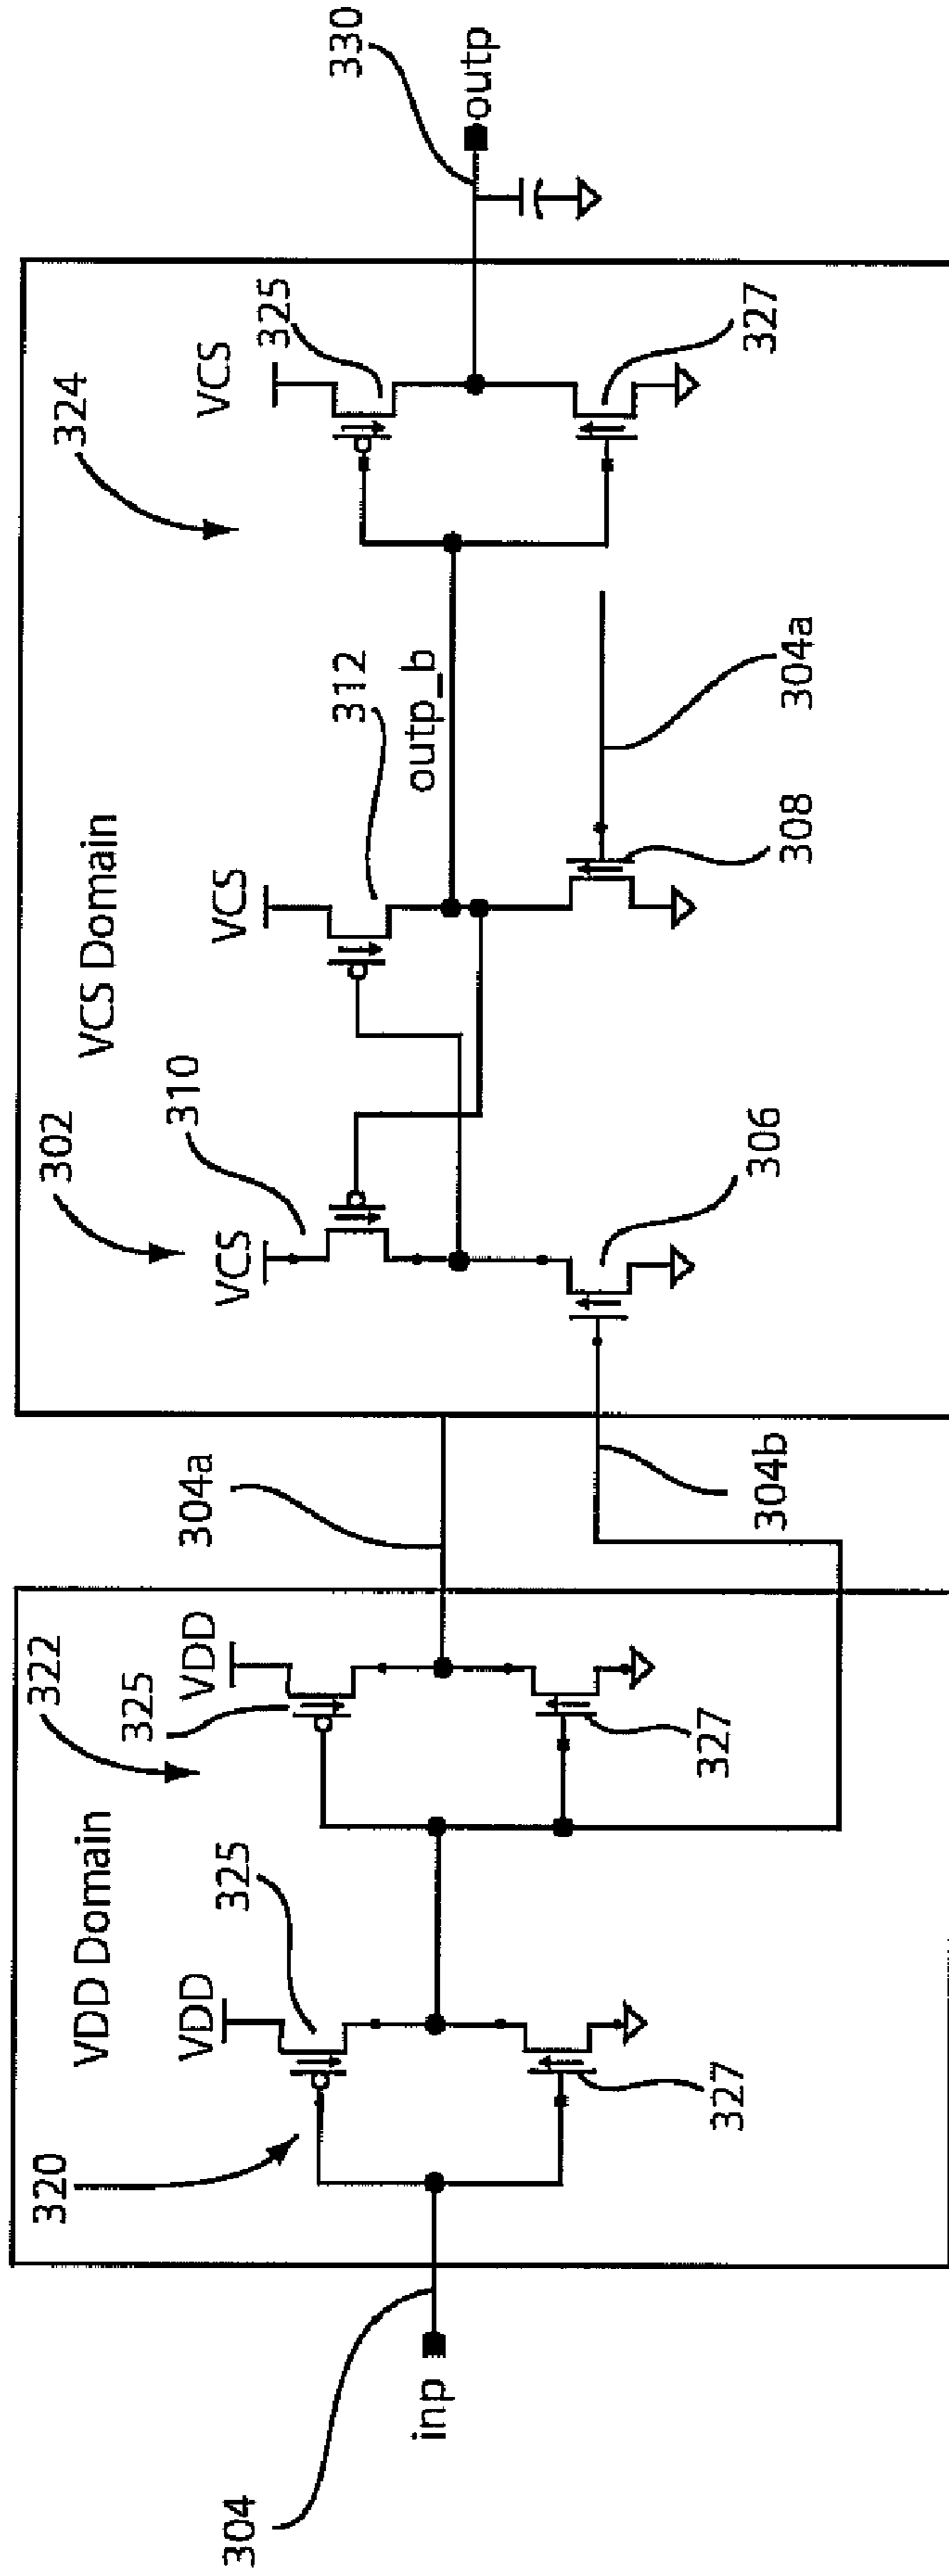 304
inp
320
VDD Domain
VDD
325
327
322
VDD
325
327
304a
304b
302
VCS Domain
VCS
310
306
VCS
312
outp_b
308
304a
324
VCS
325
327
330
outp